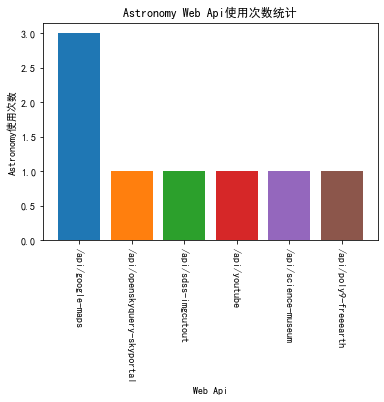 Astronomy Web Api使用次数统计
Astronomy使用次数
3.0
2.5
2.0
1.5
1.0
0.5
0.0
/api/google-maps
/api/openskyquery-skyportal
/api/sdss-imgcutout
/api/youtube
/api/science-museum
/api/poly9-freeearth
Web Api